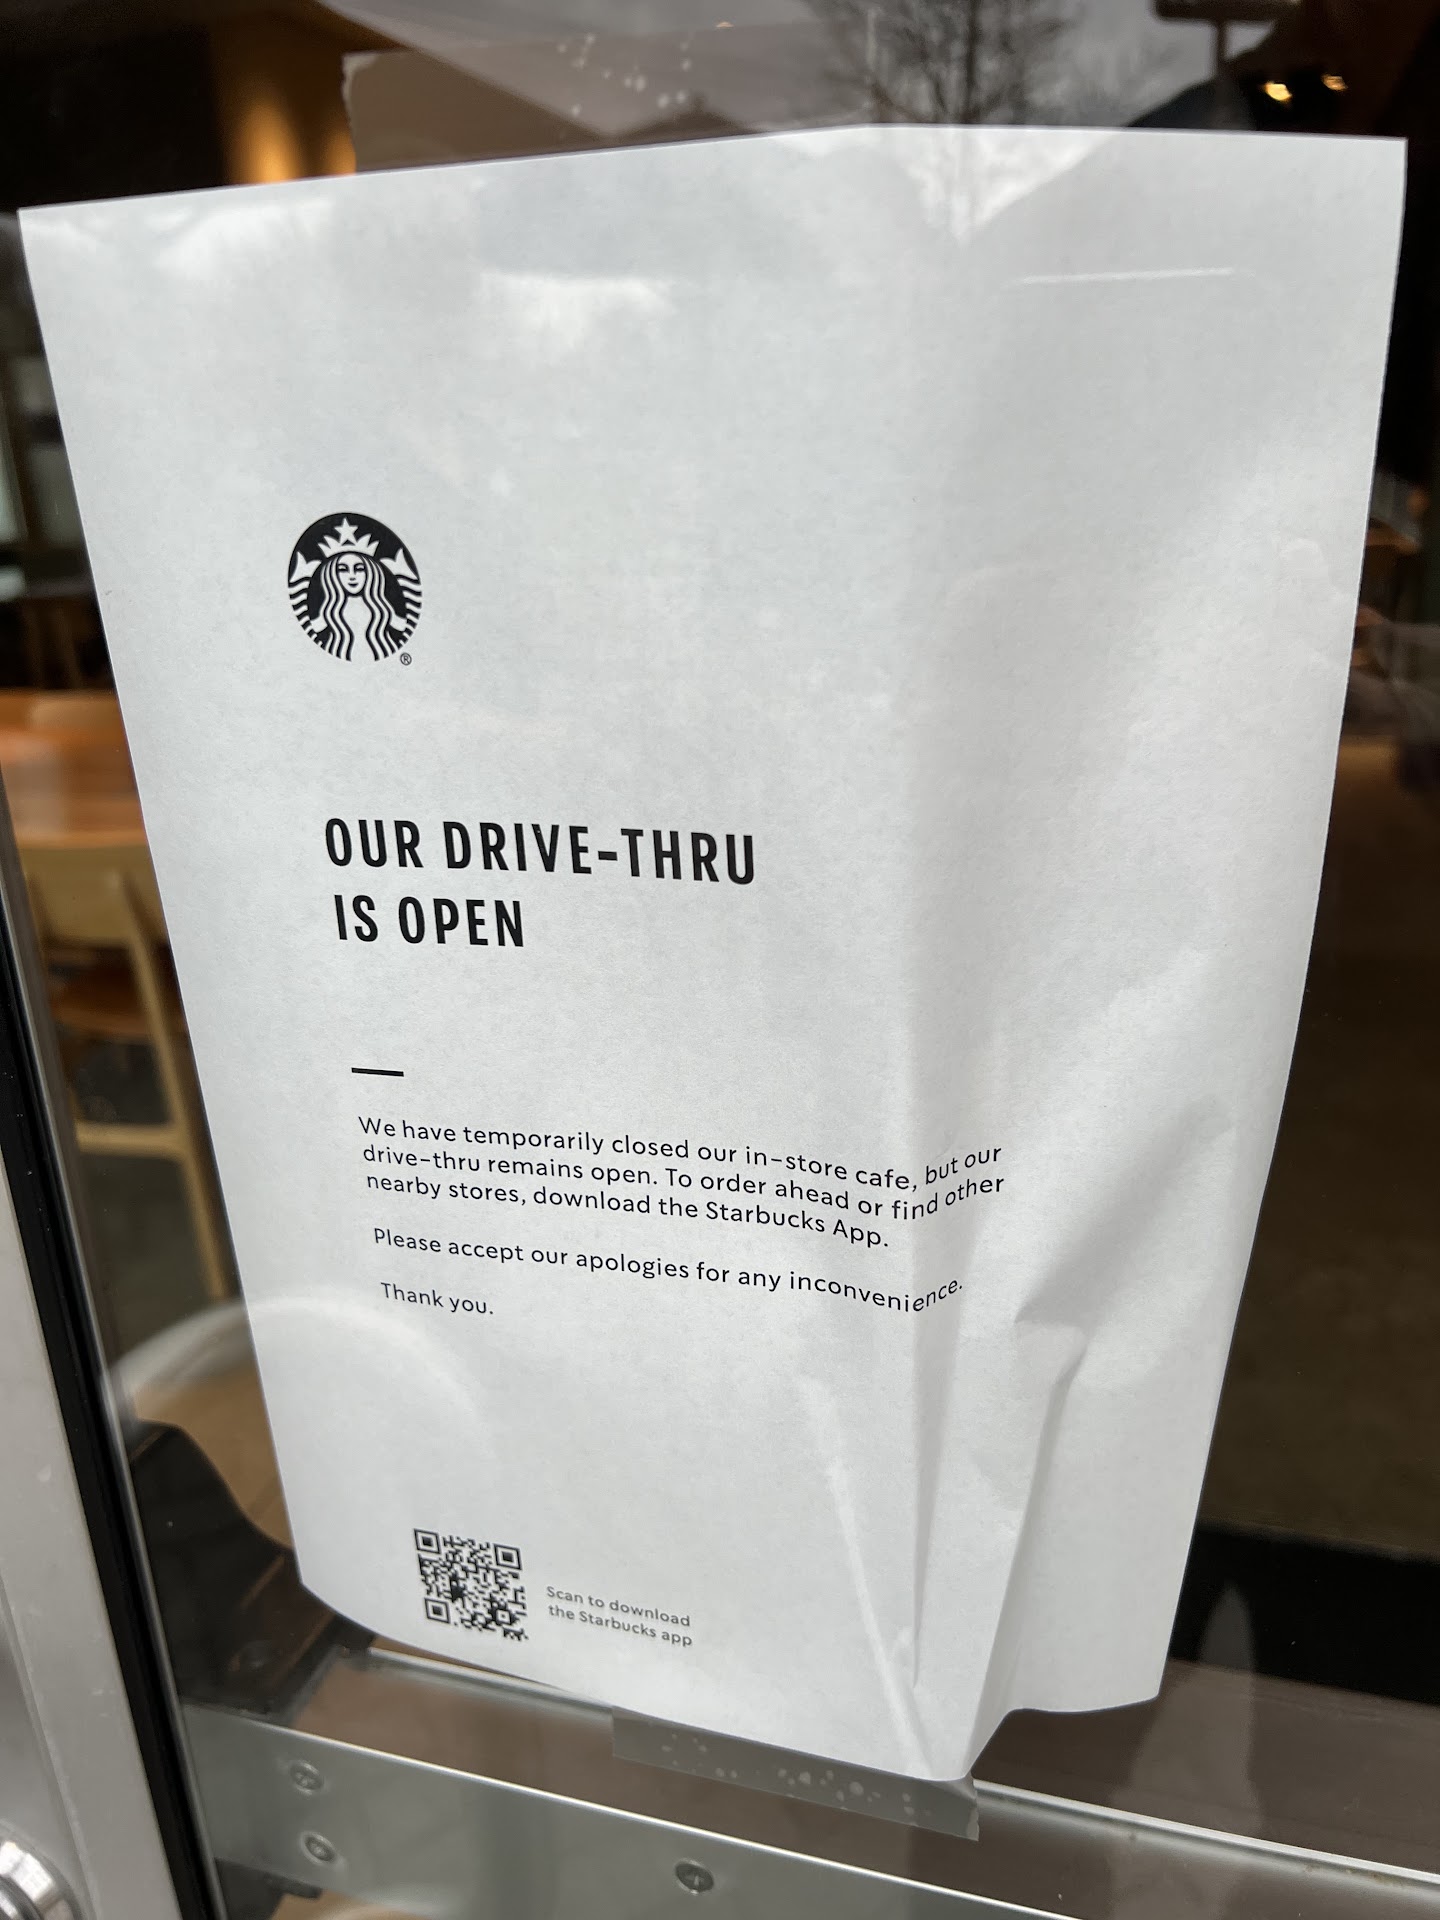 ®
OUR DRIVE-THRU
IS OPEN
We have temporarily closed our in-store cafe, but our
drive-thru remains open. To order ahead or find other
nearby stores, download the Starbucks App.
Please accept our apologies for any inconvenience.
Thank you.
Scan to download
the Starbucks app